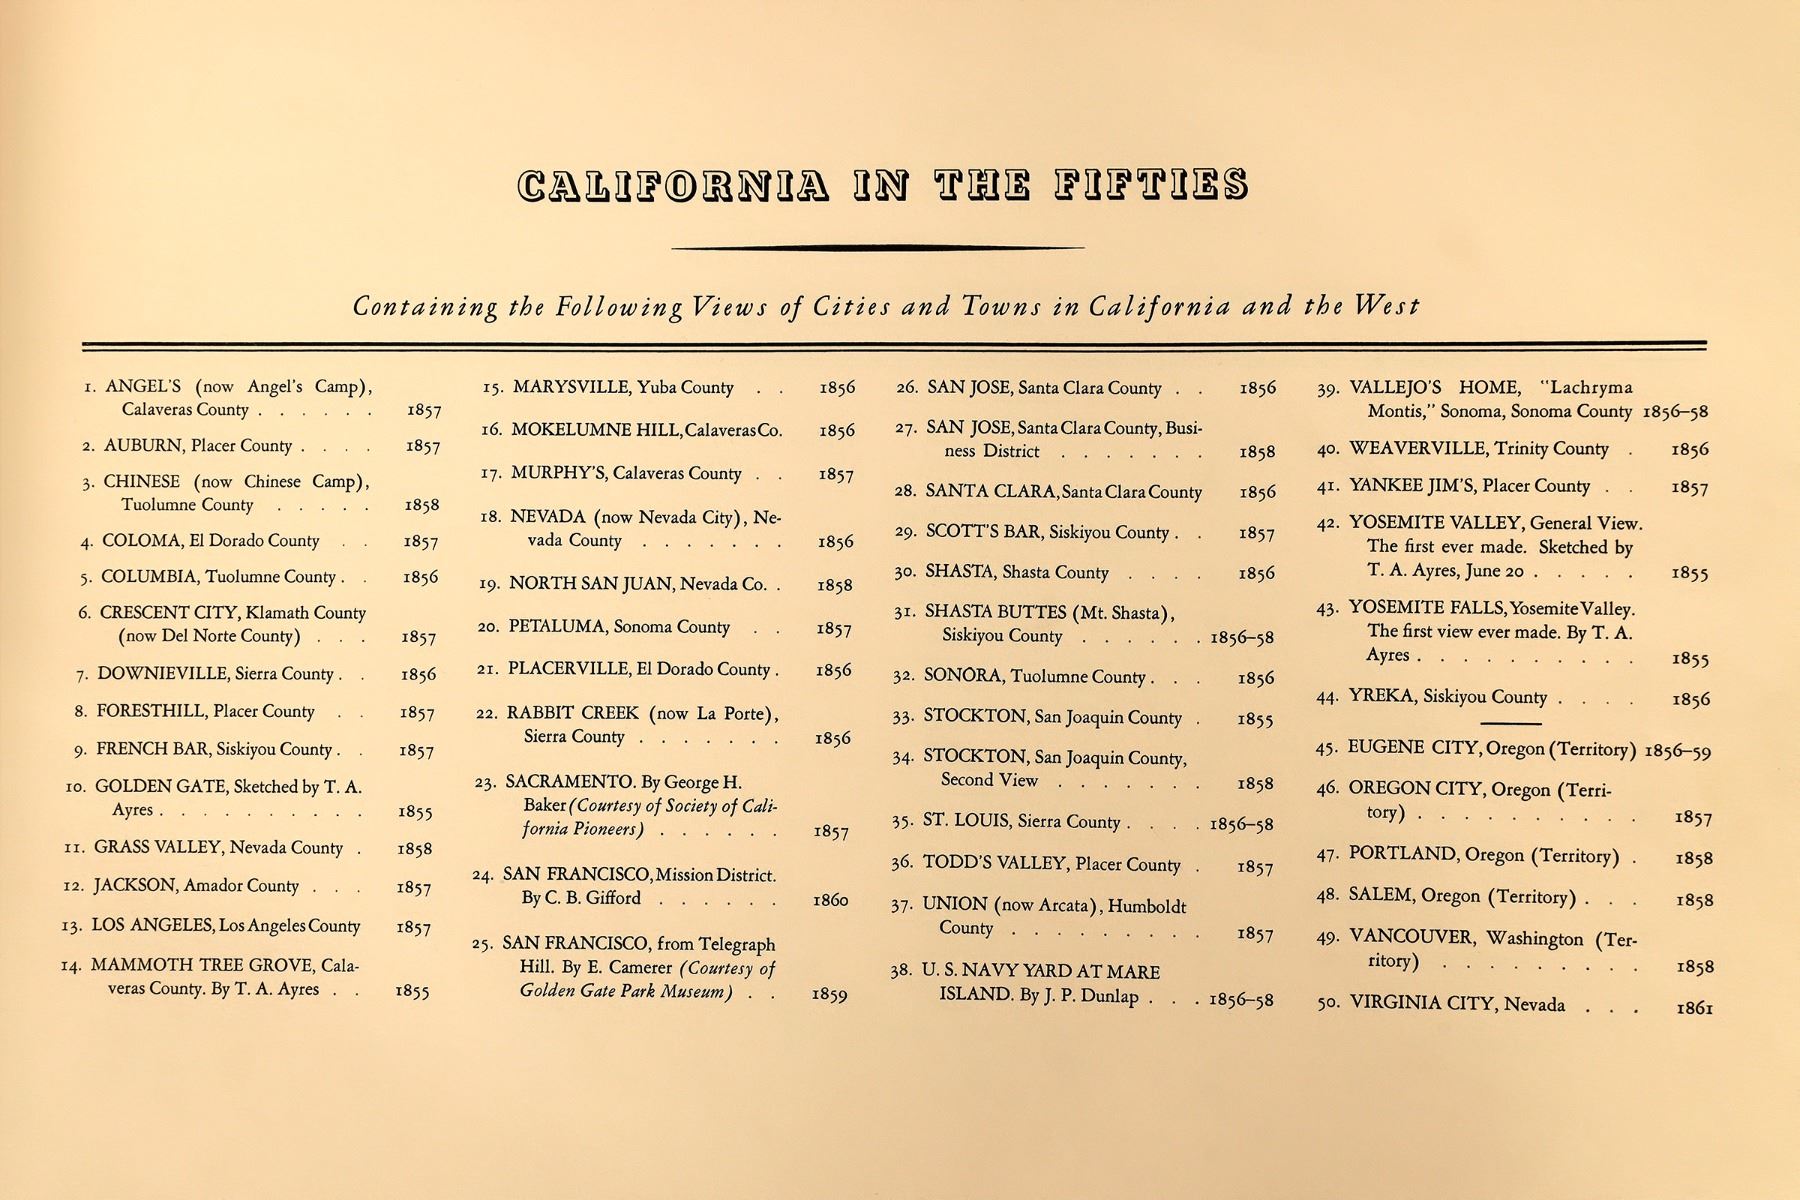 CALIFORNIA IN THE FIFTIES
Containing the Following Views of Cities and Towns in California and the West
1. ANGEL'S (now Angel's Camp),
Calaveras County . . . . . . 1857
2. AUBURN, Placer County . . . . 1857
3. CHINESE (now Chinese Camp),
Tuolumne County . . . . . 1858
4. COLOMA, El Dorado County . . 1857
5. COLUMBIA, Tuolumne County . . 1856
6. CRESCENT CITY, Klamath County
(now Del Norte County) . . . 1857
7. DOWNIEVILLE, Sierra County . . 1856
8. FORESTHILL, Placer County . . 1857
9. FRENCH BAR, Siskiyou County . . 1857
10. GOLDEN GATE, Sketched by T. A.
Ayres . . . . . . . . . . 1855
11. GRASS VALLEY, Nevada County . 1858
12. JACKSON, Amador County . . . 1857
13. LOS ANGELES, Los Angeles County 1857
14. MAMMOTH TREE GROVE, Cala-
veras County. By T. A. Ayres . . 1855
15. MARYSVILLE, Yuba County . . 1856
16. MOKELUMNE HILL, Calaveras Co. 1856
17. MURPHY'S, Calaveras County . . 1857
18. NEVADA (now Nevada City), Ne-
vada County . . . . . . . 1856
19. NORTH SAN JUAN, Nevada Co. . 1858
20. PETALUMA, Sonoma County . . 1857
21. PLACERVILLE, El Dorado County . 1856
22. RABBIT CREEK (now La Porte),
Sierra County . . . . . . . 1856
23. SACRAMENTO. By George H.
Baker (Courtesy of Society of Cali-
fornia Pioneers) . . . . . . 1857
24. SAN FRANCISCO, Mission District.
By C. B. Gifford . . . . . . 1860
25. SAN FRANCISCO, from Telegraph
Hill. By E. Camerer (Courtesy of
Golden Gate Park Museum) . . 1859
26. SAN JOSE, Santa Clara County . . 1856
27. SAN JOSE, Santa Clara County, Busi-
ness District . . . . . . . 1858
28. SANTA CLARA, Santa Clara County 1856
29. SCOTT'S BAR, Siskiyou County . . 1857
30. SHASTA, Shasta County . . . . 1856
31. SHASTA BUTTES (Mt. Shasta),
Siskiyou County . . . . . . 1856–58
32. SONORA, Tuolumne County . . . 1856
33. STOCKTON, San Joaquin County . 1855
34. STOCKTON, San Joaquin County,
Second View . . . . . . . 1858
35. ST. LOUIS, Sierra County . . . . 1856–58
36. TODD'S VALLEY, Placer County . 1857
37. UNION (now Arcata), Humboldt
County . . . . . . . . . 1857
38. U. S. NAVY YARD AT MARE
ISLAND. By J. P. Dunlap . . . 1856–58
39. VALLEJO'S HOME, "Lachryma
Montis," Sonoma, Sonoma County 1856–58
40. WEAVERVILLE, Trinity County . 1856
41. YANKEE JIM'S, Placer County . . 1857
42. YOSEMITE VALLEY, General View.
The first ever made. Sketched by
T. A. Ayres, June 20 . . . . . 1855
43. YOSEMITE FALLS, Yosemite Valley.
The first view ever made. By T. A.
Ayres . . . . . . . . . . 1855
44. YREKA, Siskiyou County . . . . 1856
45. EUGENE CITY, Oregon (Territory) 1856–59
46. OREGON CITY, Oregon (Terri-
tory) . . . . . . . . . . 1857
47. PORTLAND, Oregon (Territory) . 1858
48. SALEM, Oregon (Territory) . . . 1858
49. VANCOUVER, Washington (Ter-
ritory) . . . . . . . . . 1858
50. VIRGINIA CITY, Nevada . . . 1861